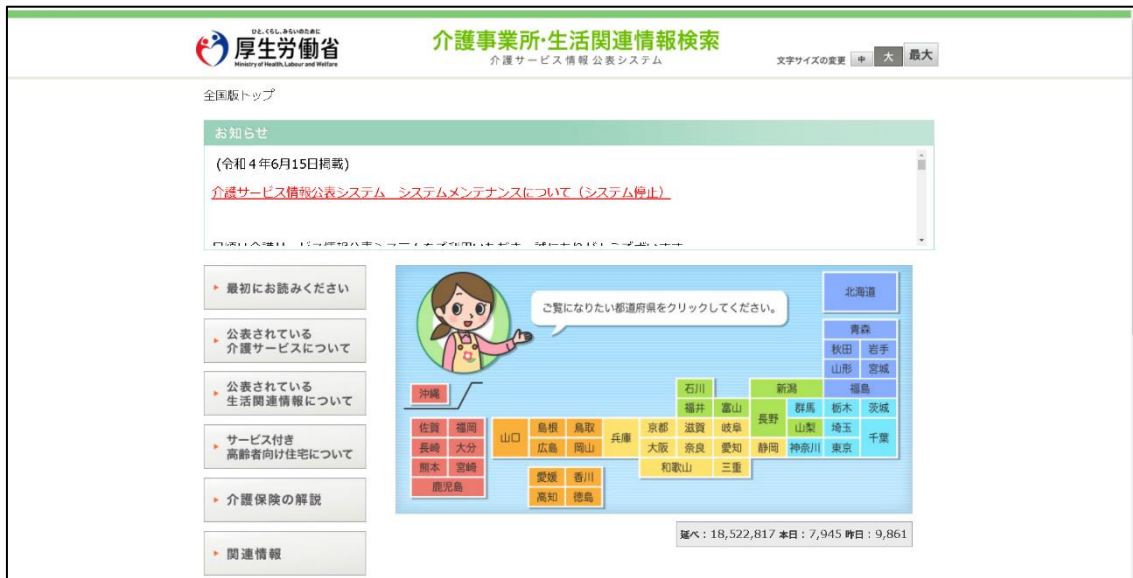 ひと、くらし、みらいのために
厚生労働省
Ministry of Health, Labour and Welfare
介護事業所・生活関連情報検索
介護サービス情報公表システム
文字サイズの変更 中 大 最大
全国版トップ
お知らせ
(令和4年6月15日掲載)
介護サービス情報公表システム システムメンテナンスについて（システム停止）
最初にお読みください
公表されている
介護サービスについて
公表されている
生活関連情報について
サービス付き
高齢者向け住宅について
介護保険の解説
関連情報
ご覧になりたい都道府県をクリックしてください。
北海道
青森
秋田 岩手
山形 宮城
沖縄 石川 新潟 福島
福井 富山 長野 群馬 栃木 茨城
佐賀 福岡 山口 島根 鳥取 兵庫 京都 滋賀 岐阜 山梨 埼玉 千葉
長崎 大分 広島 岡山 大阪 奈良 愛知 静岡 神奈川 東京
熊本 宮崎 和歌山 三重
鹿児島 愛媛 香川
高知 徳島
延べ：18,522,817 本日：7,945 昨日：9,861